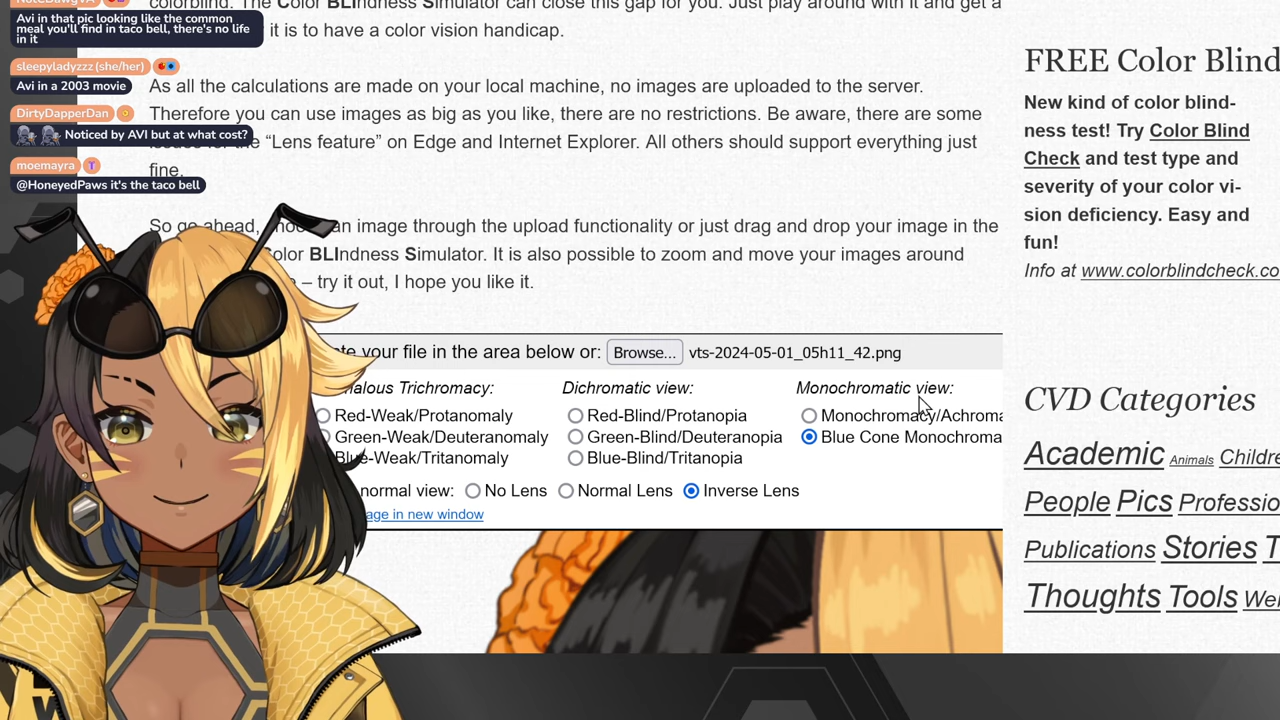 NoteDawgVA
Avi in that pic looking like the common
meal you'll find in taco bell, there's no life
in it
sleepyladyzzz (she/her)
Avi in a 2003 movie
DirtyDapperDan
Noticed by AVI but at what cost?
moemayra
@HoneyedPaws it's the taco bell
colorblind. The Color BLIndness Simulator can close this gap for you. Just play around with it and get a
it is to have a color vision handicap.
As all the calculations are made on your local machine, no images are uploaded to the server.
Therefore you can use images as big as you like, there are no restrictions. Be aware, there are some
issues for the “Lens feature” on Edge and Internet Explorer. All others should support everything just
fine.
So go ahead, choose an image through the upload functionality or just drag and drop your image in the
Color BLIndness Simulator. It is also possible to zoom and move your images around
– try it out, I hope you like it.
te your file in the area below or: Browse... vts-2024-05-01_05h11_42.png
alous Trichromacy: Dichromatic view: Monochromatic view:
Red-Weak/Protanomaly Red-Blind/Protanopia Monochromacy/Achroma
Green-Weak/Deuteranomaly Green-Blind/Deuteranopia Blue Cone Monochroma
Blue-Weak/Tritanomaly Blue-Blind/Tritanopia
normal view: No Lens Normal Lens Inverse Lens
age in new window
FREE Color Blind
New kind of color blind-
ness test! Try Color Blind
Check and test type and
severity of your color vi-
sion deficiency. Easy and
fun!
Info at www.colorblindcheck.co
CVD Categories
Academic Animals Childre
People Pics Professio
Publications Stories T
Thoughts Tools We